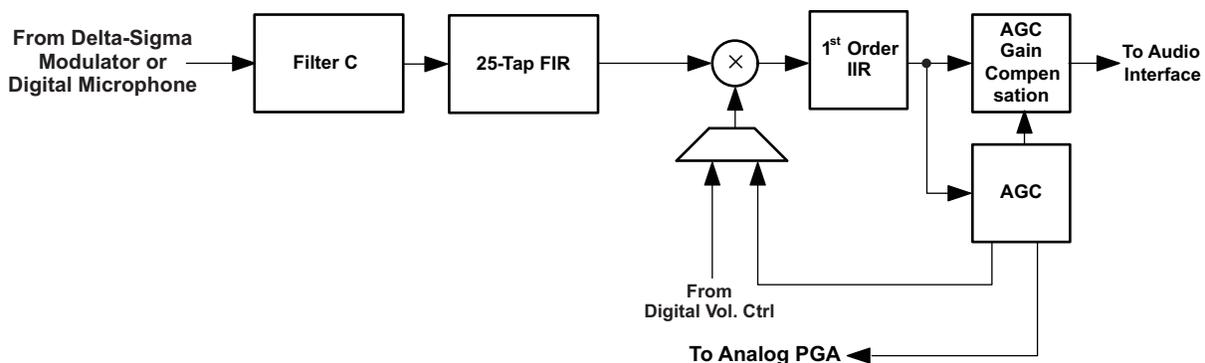 From Delta-Sigma
Modulator or
Digital Microphone
Filter C
25-Tap FIR
×
1st Order
IIR
AGC
Gain
Compen
sation
To Audio
Interface
AGC
From
Digital Vol. Ctrl
To Analog PGA